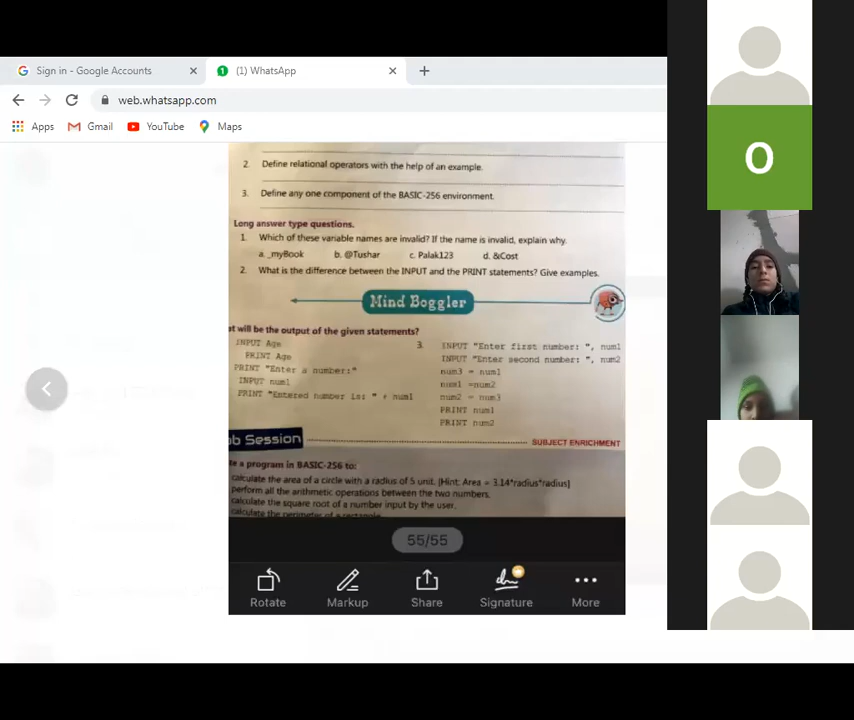 Sign in - Google Accounts
(1) WhatsApp
web.whatsapp.com
Apps Gmail YouTube Maps
2. Define relational operators with the help of an example.
3. Define any one component of the BASIC-256 environment.
Long answer type questions.
1. Which of these variable names are invalid? If the name is invalid, explain why.
a. _myBook b. @Tushar c. Palak123 d. &Cost
2. What is the difference between the INPUT and the PRINT statements? Give examples.
Mind Boggler
at will be the output of the given statements?
INPUT Age
PRINT Age
PRINT "Enter a number:"
INPUT num1
PRINT "Entered number is: " + num1
3. INPUT "Enter first number: ", num1
INPUT "Enter second number: ", num2
num3 = num1
num1 =num2
num2 = num3
PRINT num1
PRINT num2
b Session
SUBJECT ENRICHMENT
te a program in BASIC-256 to:
calculate the area of a circle with a radius of 5 unit. [Hint: Area = 3.14*radius*radius]
perform all the arithmetic operations between the two numbers.
calculate the square root of a number input by the user.
calculate the perimeter of a rectangle
55/55
Rotate Markup Share Signature More
O